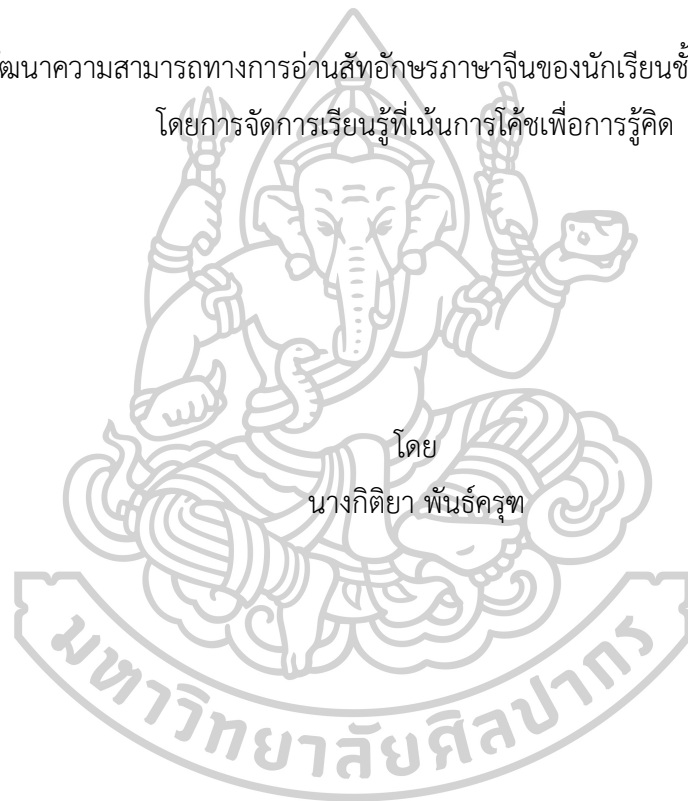 ฒนาความสามารถทางการอ่านสัทอักษรภาษาจีนของนักเรียนชั้
โดยการจัดการเรียนรู้ที่เน้นการโค้ชเพื่อการรู้คิด
โดย
นางกิติยา พันธ์ครุฑ
มหาวิทยาลัยศิลปากร